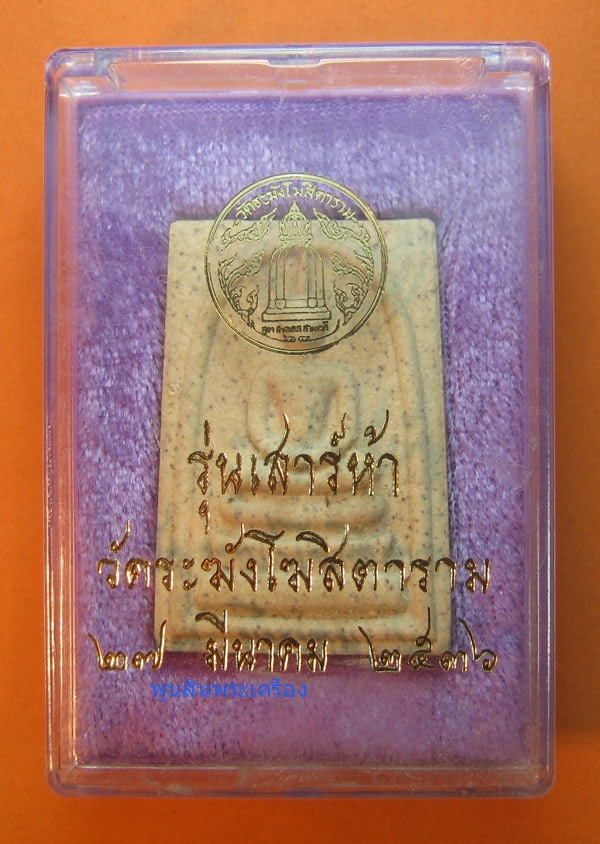 วัดระฆังโฆสิตาราม
รุ่นเสาร์ห้า
วัดระฆังโฆสิตาราม
๒๗ มีนาคม ๒๕๓๖
พูนสินพระเครื่อง